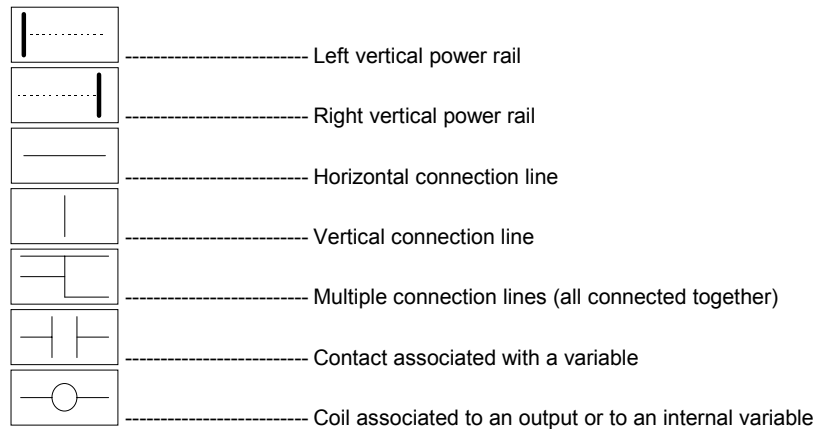 -------------------------- Left vertical power rail
-------------------------- Right vertical power rail
-------------------------- Horizontal connection line
-------------------------- Vertical connection line
-------------------------- Multiple connection lines (all connected together)
-------------------------- Contact associated with a variable
-------------------------- Coil associated to an output or to an internal variable